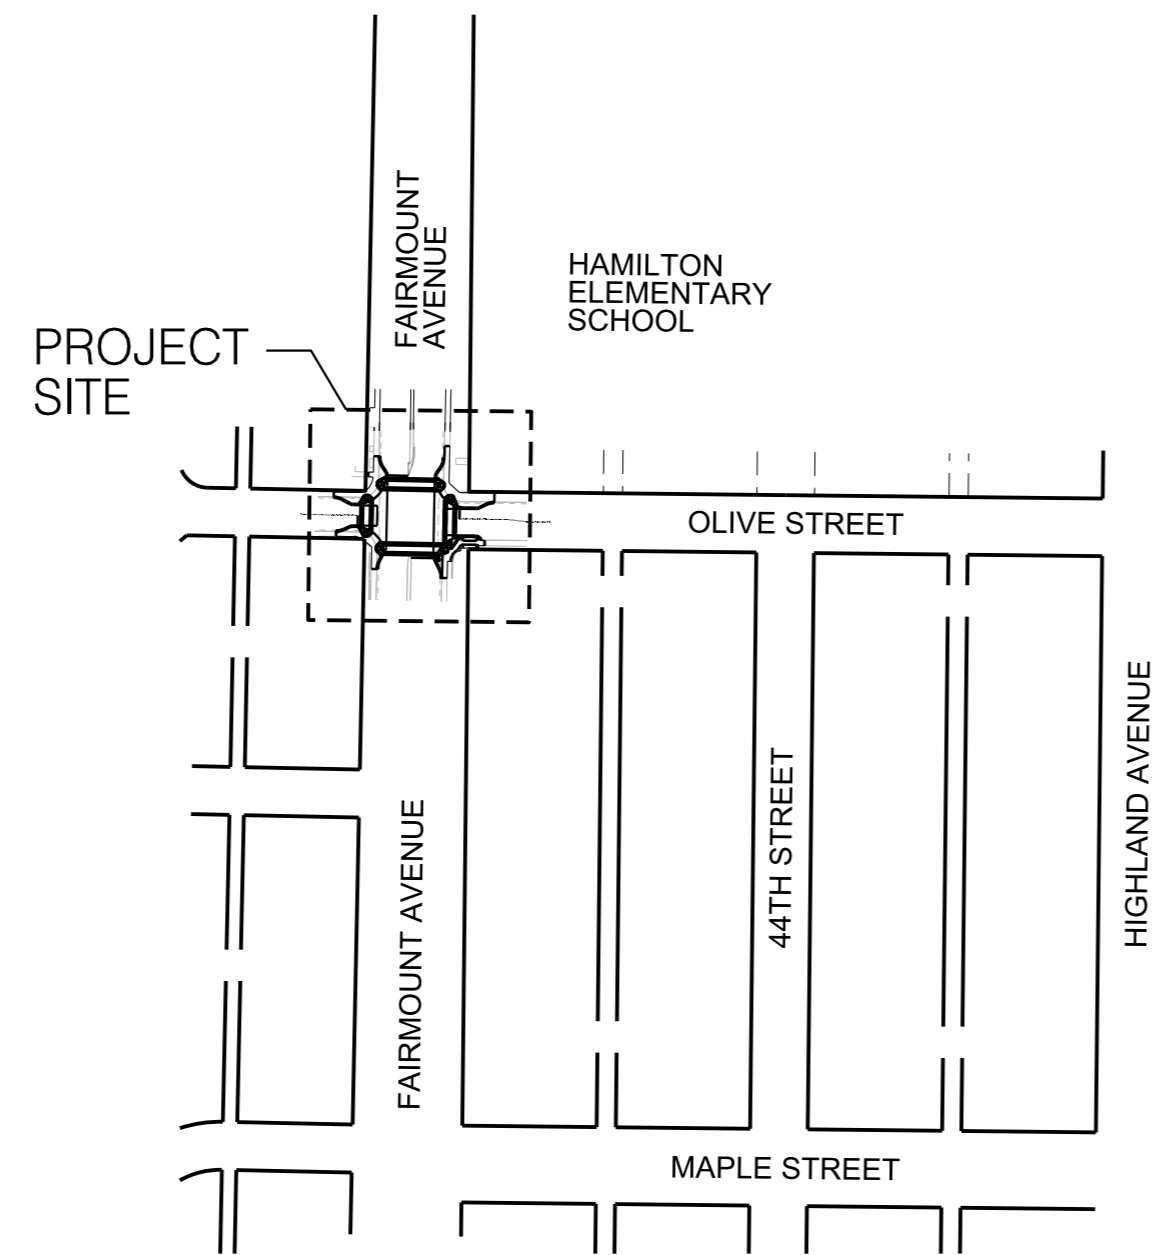 FAIRMOUNT
AVENUE
HAMILTON
ELEMENTARY
SCHOOL
PROJECT
SITE
OLIVE STREET
HIGHLAND AVENUE
44TH STREET
FAIRMOUNT AVENUE
MAPLE STREET